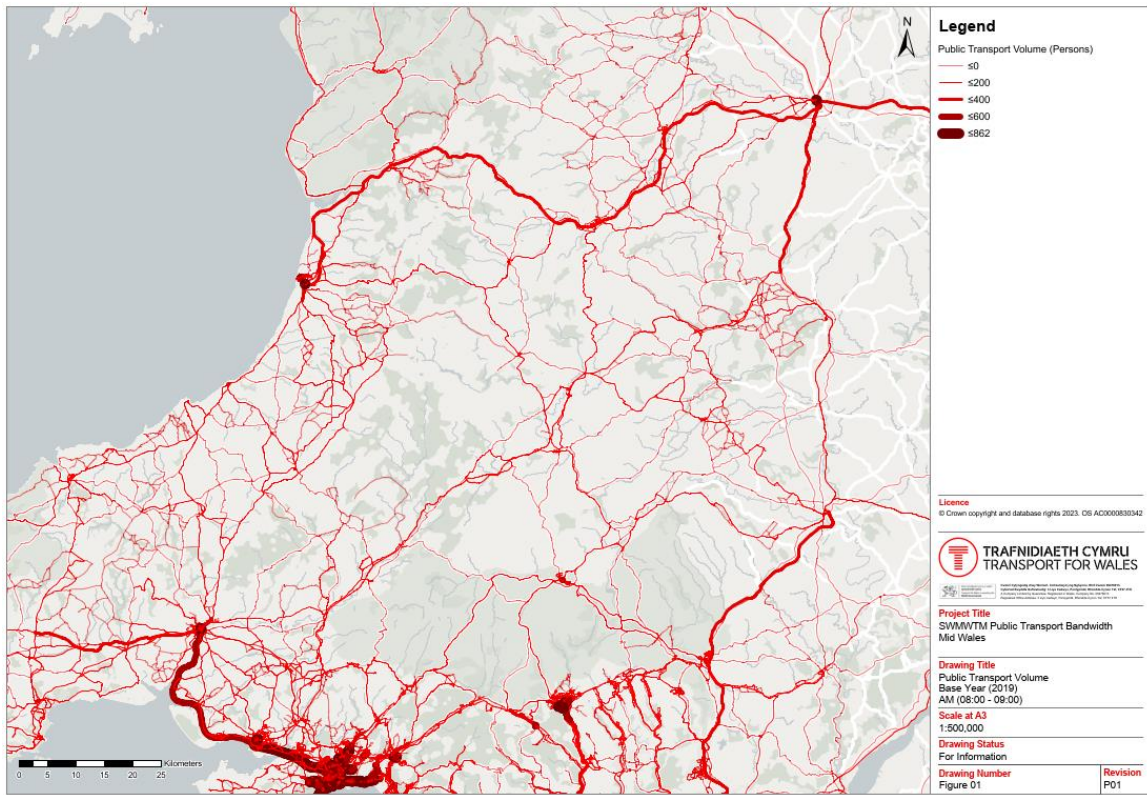 N
0 5 10 15 20 25 Kilometers
Legend
Public Transport Volume (Persons)
≤0
≤200
≤400
≤600
≤862
Licence
© Crown copyright and database rights 2023. OS AC0000830342
TRAFNIDIAETH CYMRU
TRANSPORT FOR WALES
Project Title
SWMWTM Public Transport Bandwidth
Mid Wales
Drawing Title
Public Transport Volume
Base Year (2019)
AM (08:00 - 09:00)
Scale at A3
1:500,000
Drawing Status
For Information
Drawing Number
Figure 01
Revision
P01